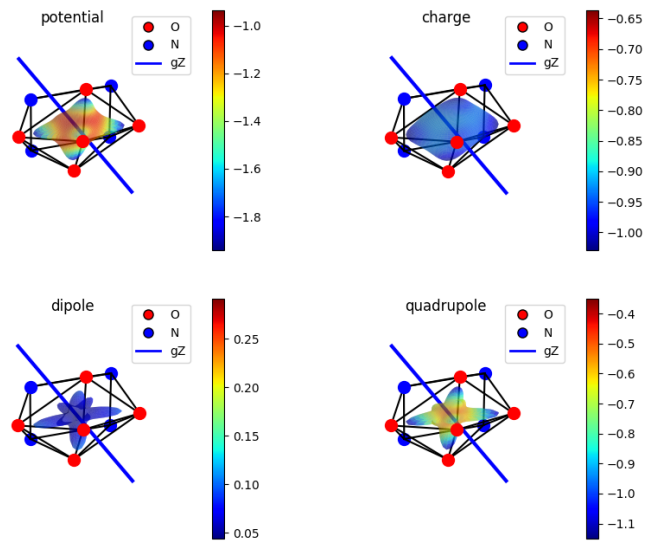 potential
O
N
gZ
−1.0
−1.2
−1.4
−1.6
−1.8
charge
O
N
gZ
−0.65
−0.70
−0.75
−0.80
−0.85
−0.90
−0.95
−1.00
dipole
O
N
gZ
0.25
0.20
0.15
0.10
0.05
quadrupole
O
N
gZ
−0.4
−0.5
−0.6
−0.7
−0.8
−0.9
−1.0
−1.1